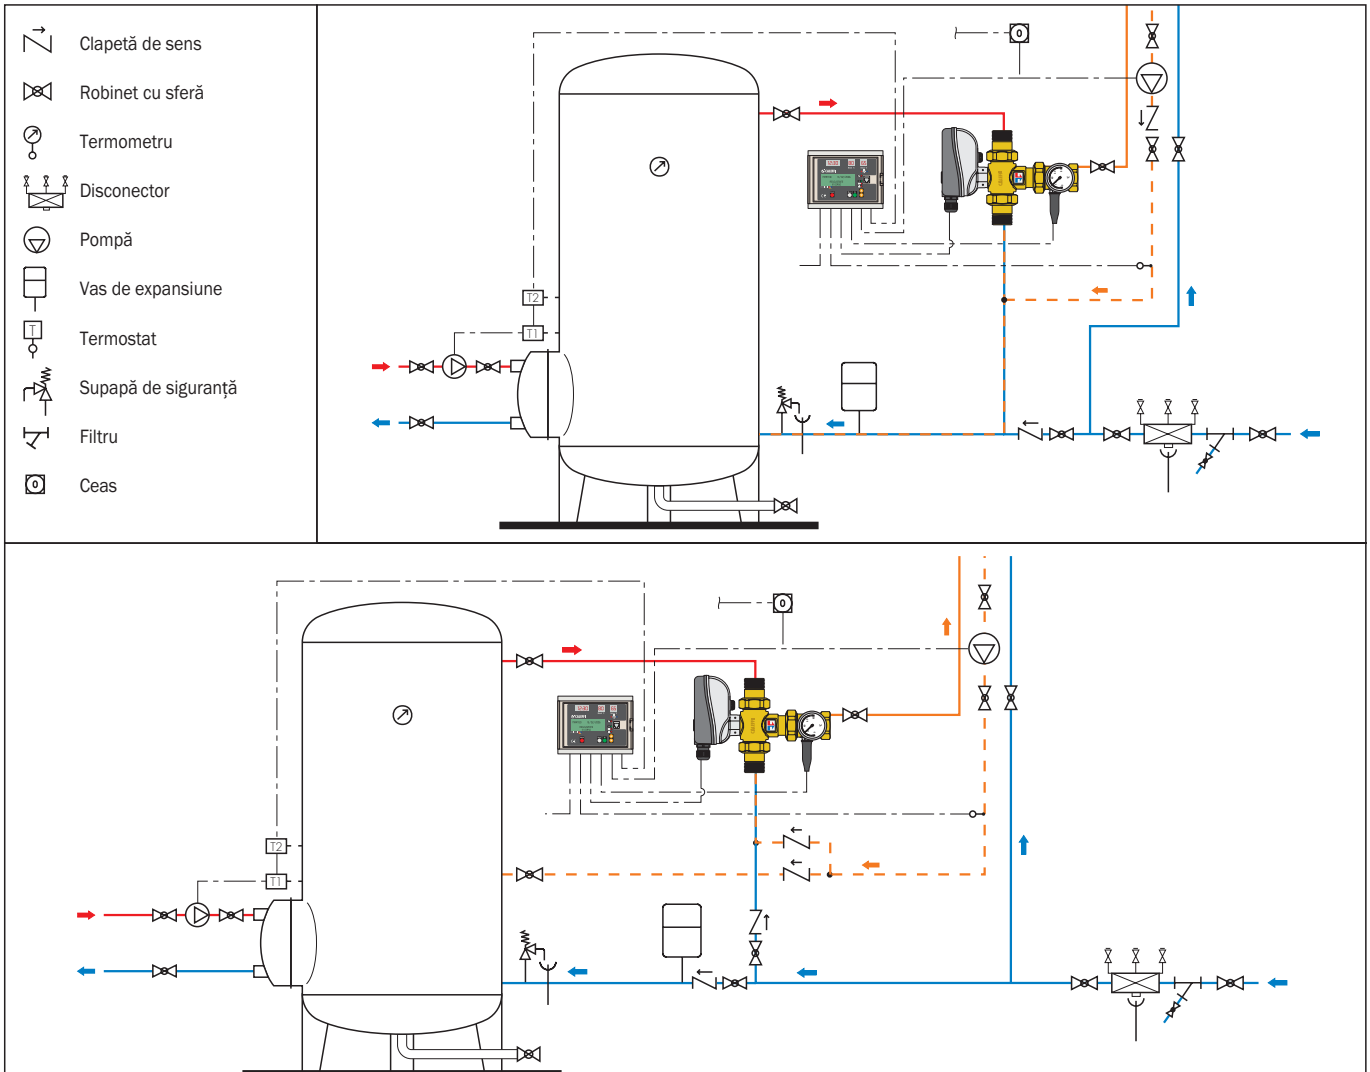 Clapetă de sens
Robinet cu sferă
Termometru
Disconector
Pompă
Vas de expansiune
T
Termostat
Supapă de siguranță
Filtru
Ceas
T2
T1
T2
T1